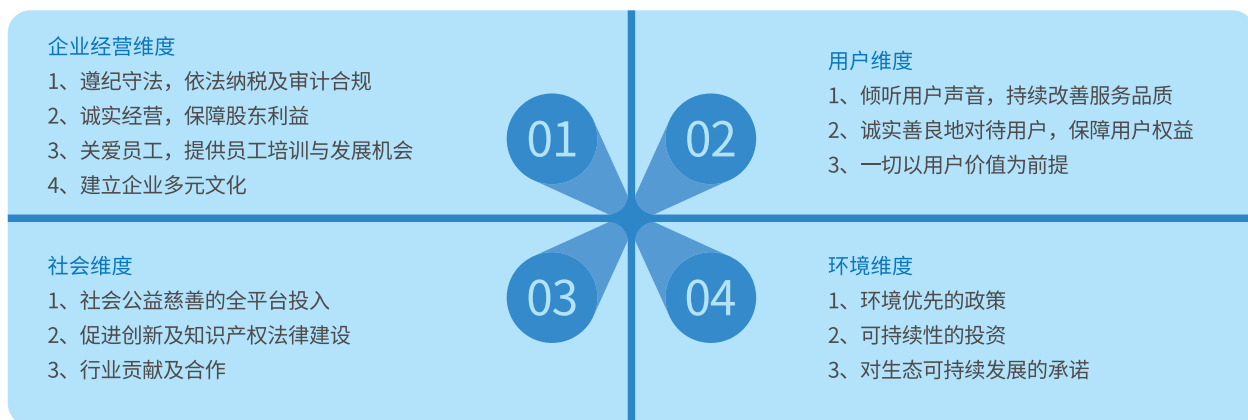 企业经营维度
1、遵纪守法，依法纳税及审计合规
2、诚实经营，保障股东利益
3、关爱员工，提供员工培训与发展机会
4、建立企业多元文化
01
02
用户维度
1、倾听用户声音，持续改善服务品质
2、诚实善良地对待用户，保障用户权益
3、一切以用户价值为前提
社会维度
1、社会公益慈善的全平台投入
2、促进创新及知识产权法律建设
3、行业贡献及合作
03
04
环境维度
1、环境优先的政策
2、可持续性的投资
3、对生态可持续发展的承诺